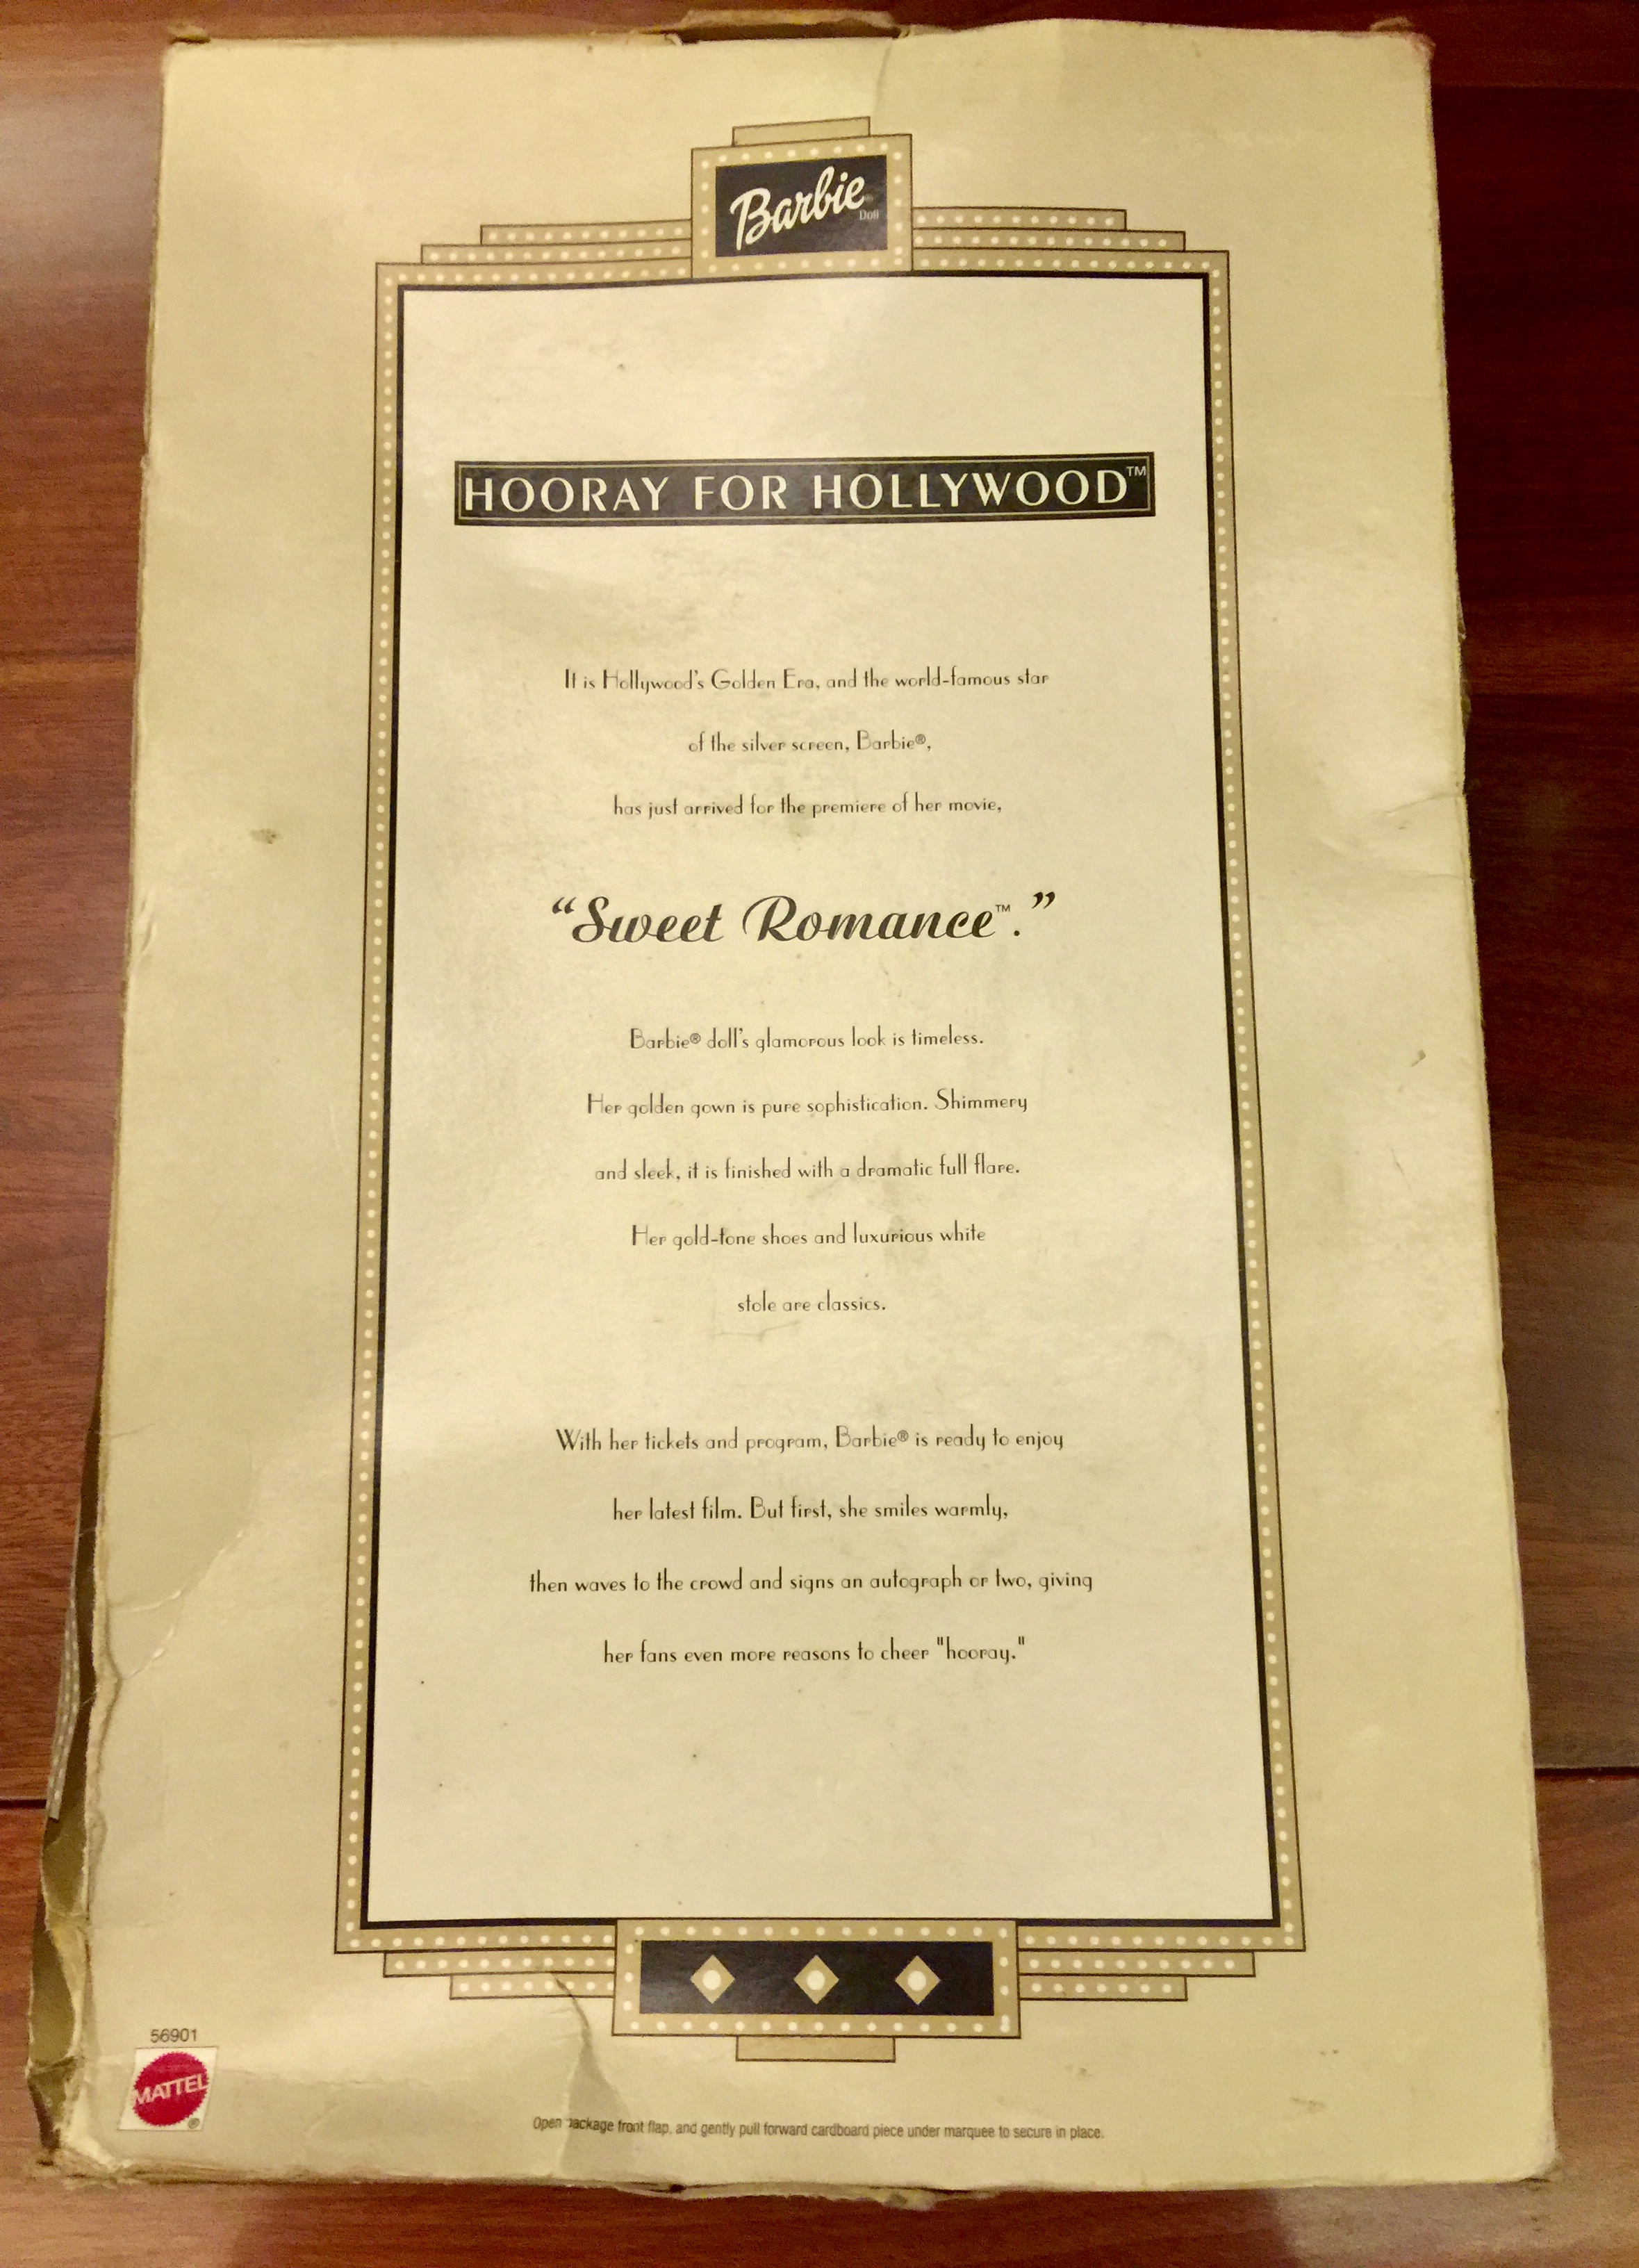 Barbie
Doll
HOORAY FOR HOLLYWOOD™
It is Hollywood's Golden Era, and the world-famous star
of the silver screen, Barbie®,
has just arrived for the premiere of her movie,
“Sweet Romance™.”
Barbie® doll's glamorous look is timeless.
Her golden gown is pure sophistication. Shimmery
and sleek, it is finished with a dramatic full flare.
Her gold-tone shoes and luxurious white
stole are classics.
With her tickets and program, Barbie® is ready to enjoy
her latest film. But first, she smiles warmly,
then waves to the crowd and signs an autograph or two, giving
her fans even more reasons to cheer "hooray."
56901
MATTEL
®
Open package front flap, and gently pull forward cardboard piece under marquee to secure in place.